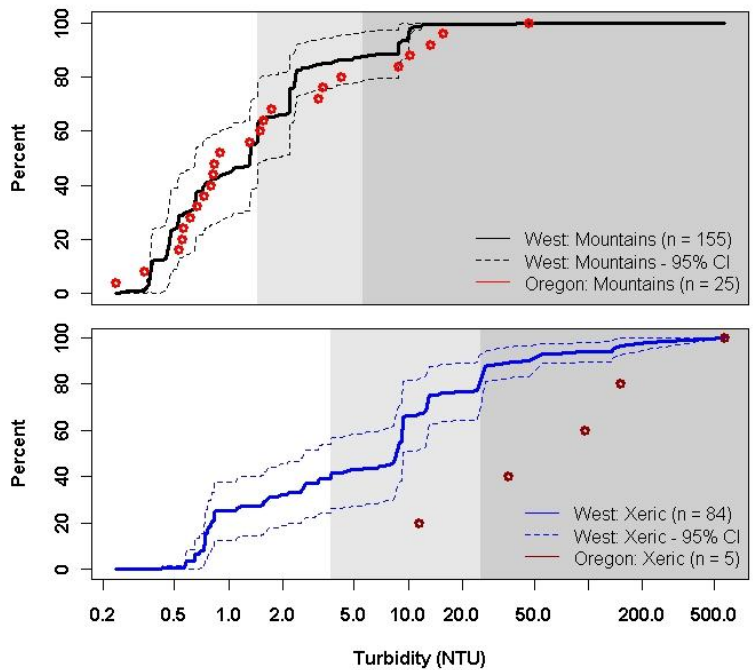 100
80
60
40
20
0
Percent
West: Mountains (n = 155)
West: Mountains - 95% CI
Oregon: Mountains (n = 25)
100
80
60
40
20
0
Percent
West: Xeric (n = 84)
West: Xeric - 95% CI
Oregon: Xeric (n = 5)
0.2 0.5 1.0 2.0 5.0 10.0 20.0 50.0 200.0 500.0
Turbidity (NTU)